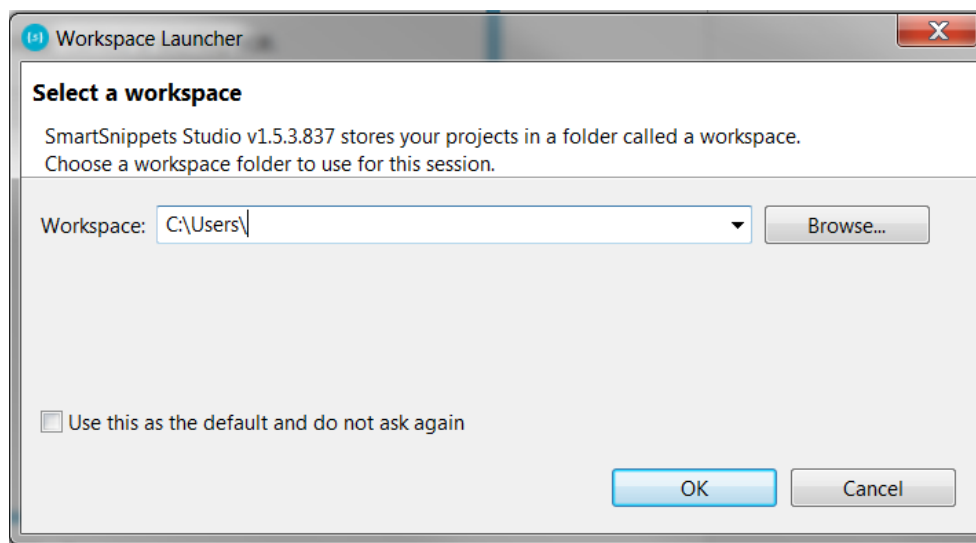 Workspace Launcher
Select a workspace
SmartSnippets Studio v1.5.3.837 stores your projects in a folder called a workspace.
Choose a workspace folder to use for this session.
Workspace: C:\Users\ Browse...
Use this as the default and do not ask again
OK Cancel